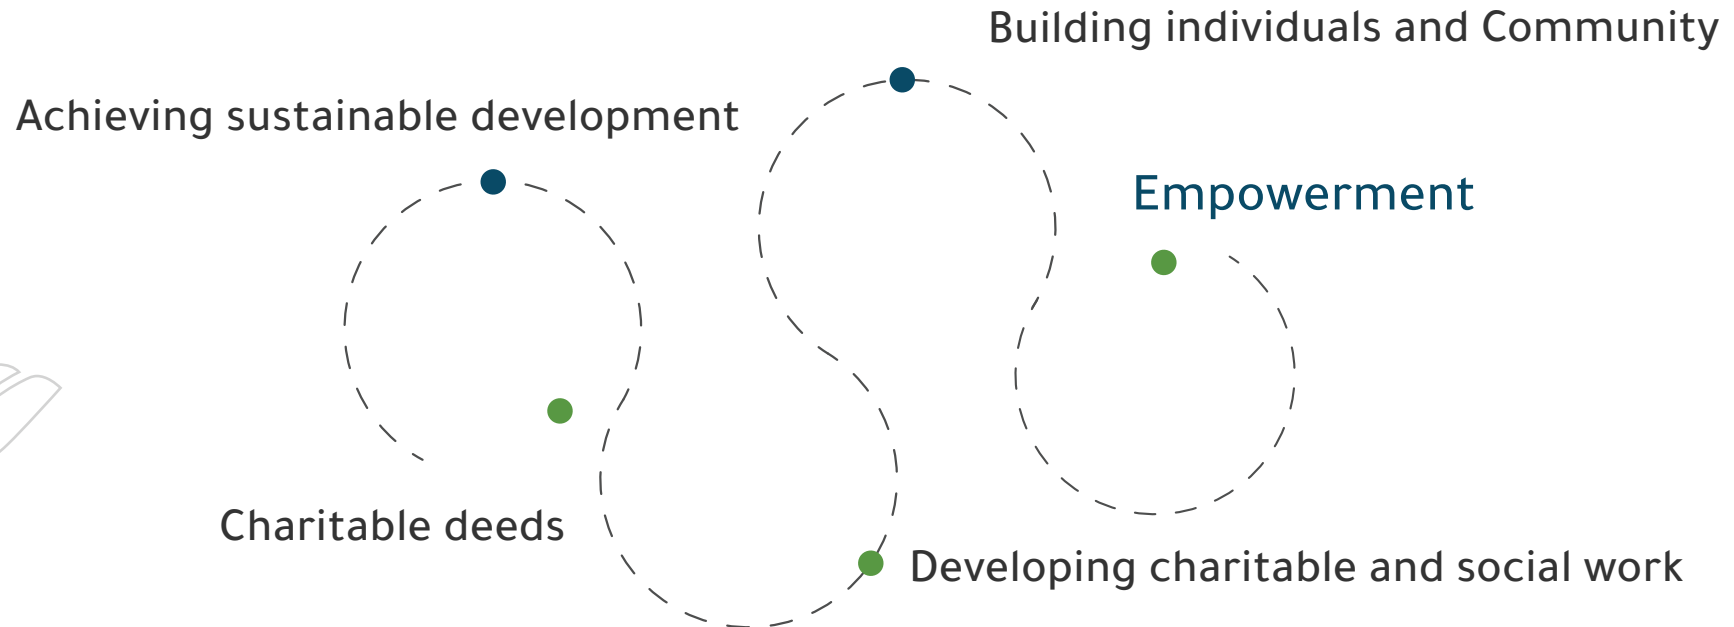 Building individuals and Community
Achieving sustainable development
Empowerment
Charitable deeds
Developing charitable and social work